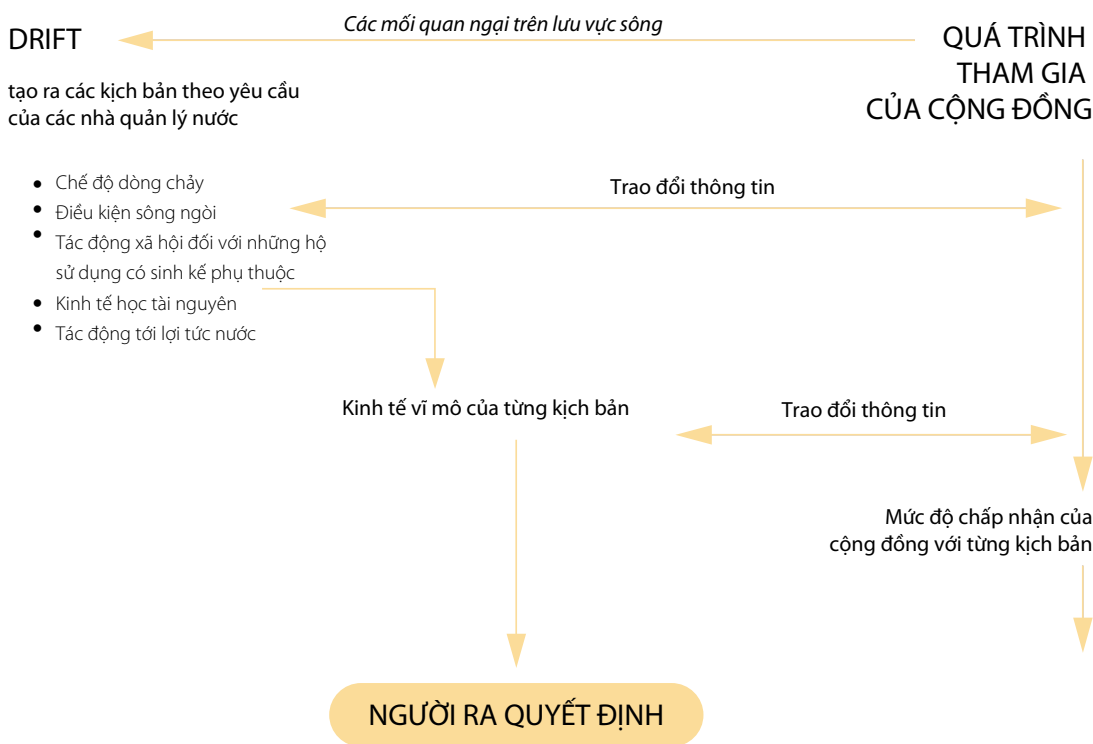 Các mối quan ngại trên lưu vực sông
DRIFT
tạo ra các kịch bản theo yêu cầu
của các nhà quản lý nước
QUÁ TRÌNH
THAM GIA
CỦA CỘNG ĐỒNG
• Chế độ dòng chảy
• Điều kiện sông ngòi
• Tác động xã hội đối với những hộ
sử dụng có sinh kế phụ thuộc
• Kinh tế học tài nguyên
• Tác động tới lợi tức nước
Trao đổi thông tin
Kinh tế vĩ mô của từng kịch bản
Trao đổi thông tin
Mức độ chấp nhận của
cộng đồng với từng kịch bản
NGƯỜI RA QUYẾT ĐỊNH